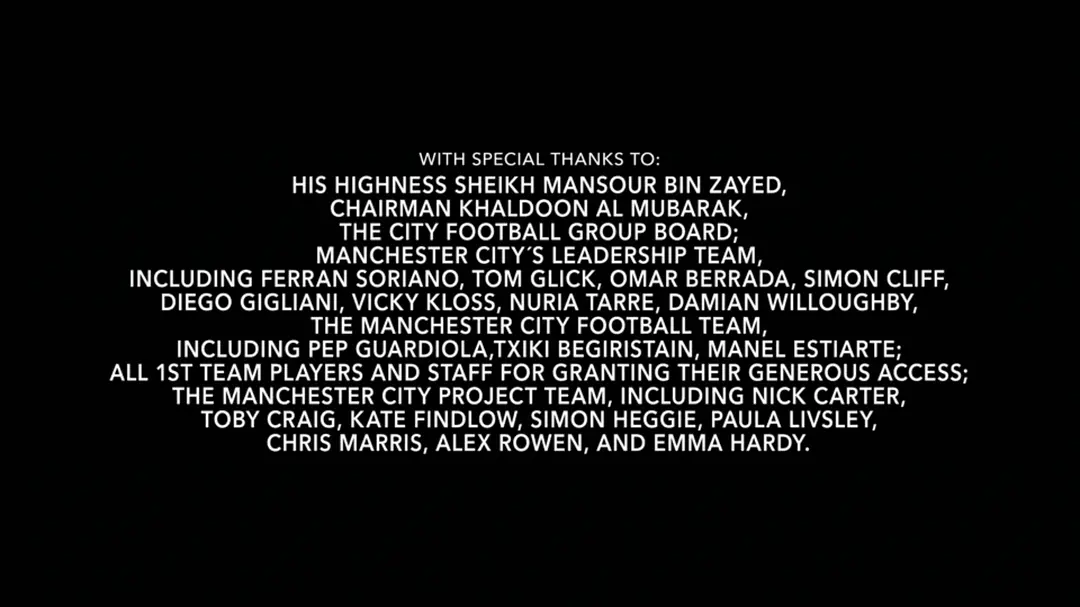 WITH SPECIAL THANKS TO:
HIS HIGHNESS SHEIKH MANSOUR BIN ZAYED,
CHAIRMAN KHALDOON AL MUBARAK,
THE CITY FOOTBALL GROUP BOARD;
MANCHESTER CITY´S LEADERSHIP TEAM,
INCLUDING FERRAN SORIANO, TOM GLICK, OMAR BERRADA, SIMON CLIFF,
DIEGO GIGLIANI, VICKY KLOSS, NURIA TARRE, DAMIAN WILLOUGHBY,
THE MANCHESTER CITY FOOTBALL TEAM,
INCLUDING PEP GUARDIOLA,TXIKI BEGIRISTAIN, MANEL ESTIARTE;
ALL 1ST TEAM PLAYERS AND STAFF FOR GRANTING THEIR GENEROUS ACCESS;
THE MANCHESTER CITY PROJECT TEAM, INCLUDING NICK CARTER,
TOBY CRAIG, KATE FINDLOW, SIMON HEGGIE, PAULA LIVSLEY,
CHRIS MARRIS, ALEX ROWEN, AND EMMA HARDY.